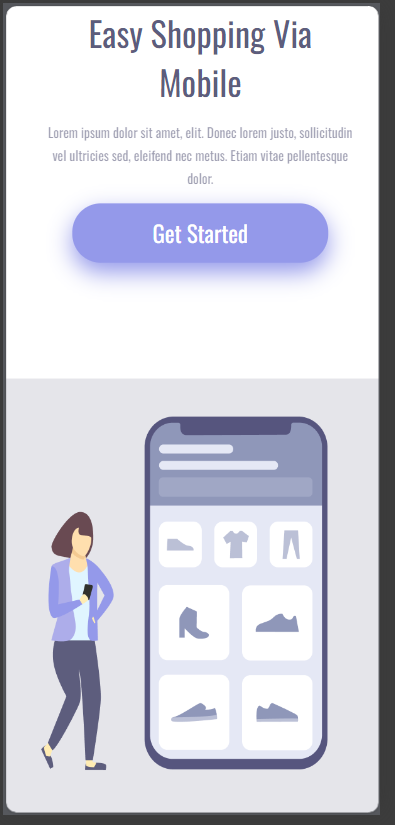 Easy Shopping Via
Mobile
Lorem ipsum dolor sit amet, elit. Donec lorem justo, sollicitudin
vel ultricies sed, eleifend nec metus. Etiam vitae pellentesque
dolor.
Get Started